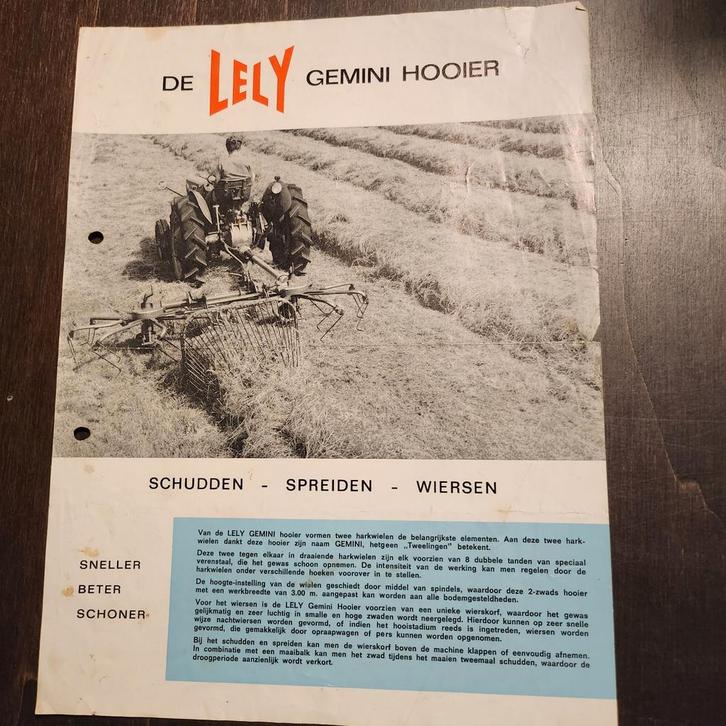 DE LELY GEMINI HOOIER
SCHUDDEN - SPREIDEN - WIERSEN
SNELLER
BETER
SCHONER
Van de LELY GEMINI hooier vormen twee harkwielen de belangrijkste elementen. Aan deze twee hark-
wielen dankt deze hooier zijn naam GEMINI, hetgeen „Tweelingen" betekent.
Deze twee tegen elkaar in draaiende harkwielen zijn elk voorzien van 8 dubbele tanden van speciaal
verenstaal, die het gewas schoon opnemen. De intensiteit van de werking kan men regelen door de
harkwielen onder verschillende hoeken voorover in te stellen.
De hoogte-instelling van de wielen geschiedt door middel van spindels, waardoor deze 2-zwads hooier
met een werkbreedte van 3.00 m. aangepast kan worden aan alle bodemgesteldheden.
Voor het wiersen is de LELY Gemini Hooier voorzien van een unieke wierskorf, waardoor het gewas
gelijkmatig en zeer luchtig in smalle en hoge zwaden wordt neergelegd. Hierdoor kunnen op zeer snelle
wijze nachtwiersen worden gevormd, of indien het hooistadium reeds is ingetreden, wiersen worden
gevormd, die gemakkelijk door opraapwagen of pers kunnen worden opgenomen.
Bij het schudden en spreiden kan men de wierskorf boven de machine klappen of eenvoudig afnemen.
In combinatie met een maaibalk kan men het zwad tijdens het maaien tweemaal schudden, waardoor de
droogperiode aanzienlijk wordt verkort.